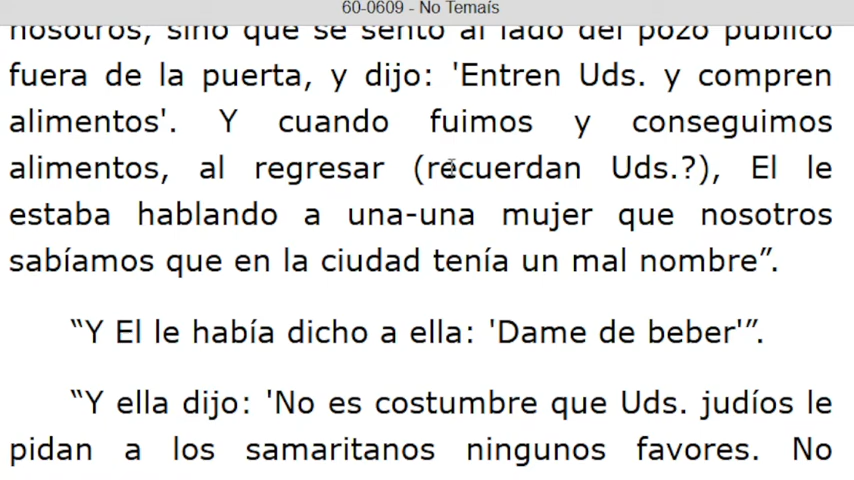 60-0609 - No Temaís
nosotros, sino que se sentó al lado del pozo público
fuera de la puerta, y dijo: 'Entren Uds. y compren
alimentos'. Y cuando fuimos y conseguimos
alimentos, al regresar (recuerdan Uds.?), El le
estaba hablando a una-una mujer que nosotros
sabíamos que en la ciudad tenía un mal nombre”.
“Y El le había dicho a ella: 'Dame de beber'”.
“Y ella dijo: 'No es costumbre que Uds. judíos le
pidan a los samaritanos ningunos favores. No